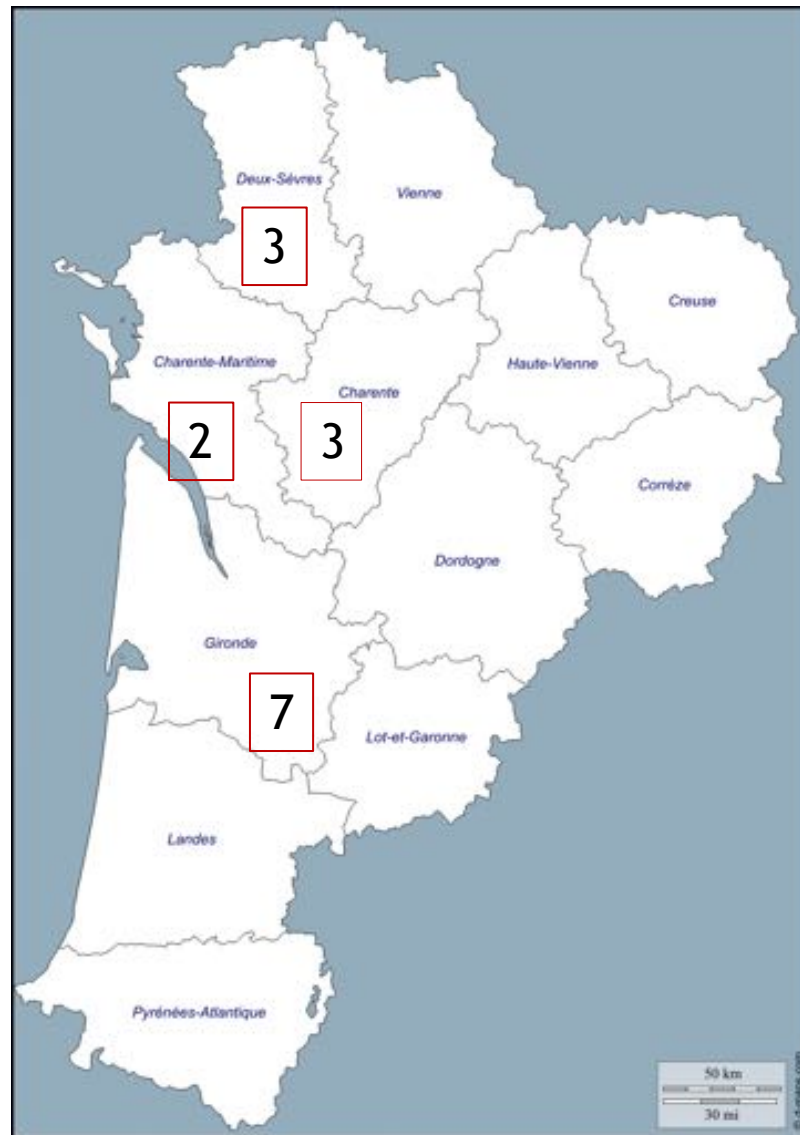 Deux-Sèvres
Vienne
3
Creuse
Charente-Maritime
Haute-Vienne
Charente
2
3
Corrèze
Dordogne
Gironde
7
Lot-et-Garonne
Landes
Pyrénées-Atlantique
50 km
30 mi